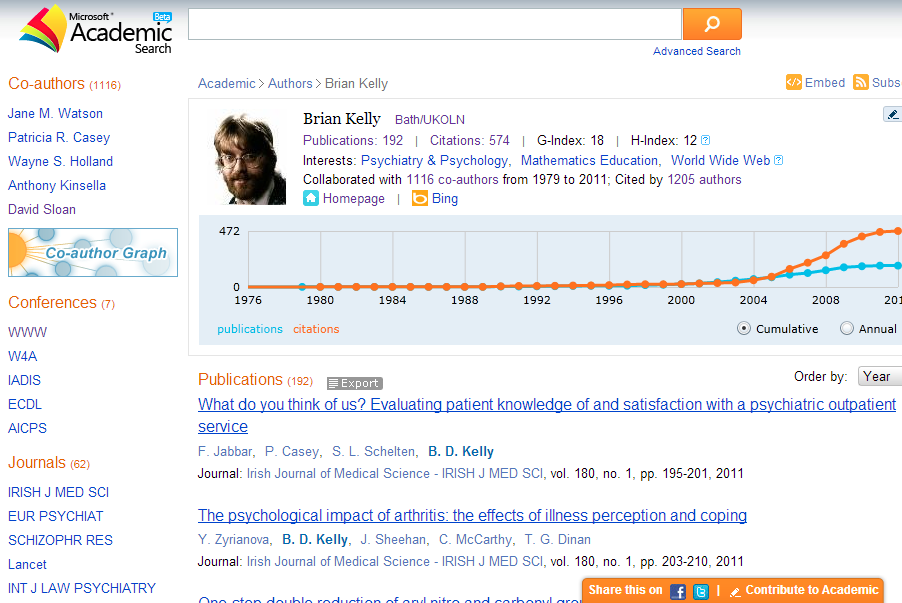 Microsoft® Beta
Academic
Search
Advanced Search
Co-authors (1116)
Jane M. Watson
Patricia R. Casey
Wayne S. Holland
Anthony Kinsella
David Sloan
Co-author Graph
Conferences (7)
WWW
W4A
IADIS
ECDL
AICPS
Journals (62)
IRISH J MED SCI
EUR PSYCHIAT
SCHIZOPHR RES
Lancet
INT J LAW PSYCHIATRY
Academic > Authors > Brian Kelly
Embed Subs
Brian Kelly Bath/UKOLN
Publications: 192 | Citations: 574 | G-Index: 18 | H-Index: 12 ?
Interests: Psychiatry & Psychology, Mathematics Education, World Wide Web ?
Collaborated with 1116 co-authors from 1979 to 2011; Cited by 1205 authors
Homepage | Bing
472
0
1976 1980 1984 1988 1992 1996 2000 2004 2008 201
publications citations Cumulative Annual
Publications (192) Export Order by: Year
What do you think of us? Evaluating patient knowledge of and satisfaction with a psychiatric outpatient
service
F. Jabbar, P. Casey, S. L. Schelten, B. D. Kelly
Journal: Irish Journal of Medical Science - IRISH J MED SCI, vol. 180, no. 1, pp. 195-201, 2011
The psychological impact of arthritis: the effects of illness perception and coping
Y. Zyrianova, B. D. Kelly, J. Sheehan, C. McCarthy, T. G. Dinan
Journal: Irish Journal of Medical Science - IRISH J MED SCI, vol. 180, no. 1, pp. 203-210, 2011
One-step double reduction of aryl nitro and carbonyl
Share this on | Contribute to Academic